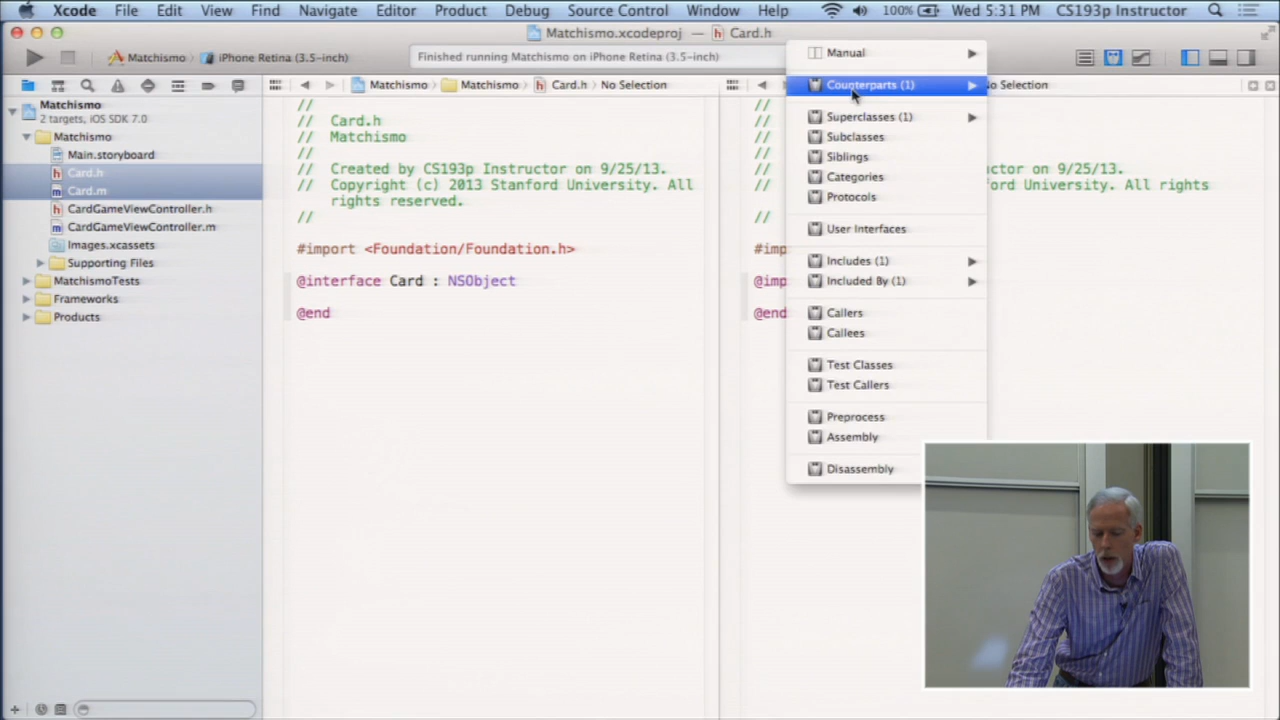 Xcode File Edit View Find Navigate Editor Product Debug Source Control Window Help 100% Wed 5:31 PM CS193p Instructor
Matchismo.xcodeproj — Card.h
Matchismo iPhone Retina (3.5-inch) Finished running Matchismo on iPhone Retina (3.5-inch)
Matchismo Matchismo Card.h No Selection
Matchismo
2 targets, iOS SDK 7.0
Matchismo
Main.storyboard
Card.h
Card.m
CardGameViewController.h
CardGameViewController.m
Images.xcassets
Supporting Files
MatchismoTests
Frameworks
Products
//
// Card.h
// Matchismo
//
// Created by CS193p Instructor on 9/25/13.
// Copyright (c) 2013 Stanford University. All
rights reserved.
//
#import <Foundation/Foundation.h>
@interface Card : NSObject
@end
Manual
Counterparts (1)
Superclasses (1)
Subclasses
Siblings
Categories
Protocols
User Interfaces
Includes (1)
Included By (1)
Callers
Callees
Test Classes
Test Callers
Preprocess
Assembly
Disassembly
o Selection
//
//
//
//
//
//
//
structor on 9/25/13.
ford University. All rights
#imp
@imp
@end